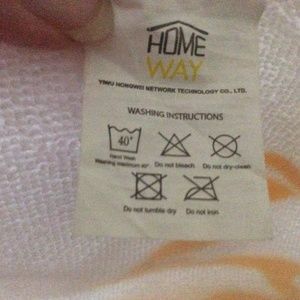 HOME
WAY
YIWU HONGWEI NETWORK TECHNOLOGY CO., LTD.
WASHING INSTRUCTIONS
40°
Hand Wash
Washing maximum 40° Do not bleach Do not dry-clean
Do not tumble dry Do not iron